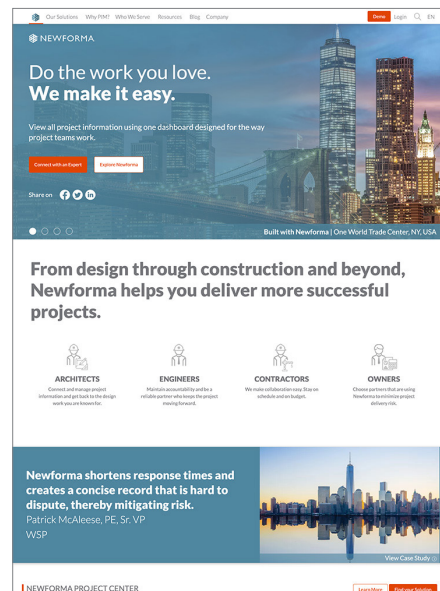 Our Solutions Why PIM? Who We Serve Resources Blog Company Demo Login EN
NEWFORMA
Do the work you love.
We make it easy.
View all project information using one dashboard designed for the way
project teams work.
Connect with an Expert Explore Newforma
Share on
Built with Newforma | One World Trade Center, NY, USA
From design through construction and beyond,
Newforma helps you deliver more successful
projects.
ARCHITECTS
Connect and manage project
information and get back to the design
work you are known for.
ENGINEERS
Maintain accountability and be a
reliable partner who keeps the project
moving forward.
CONTRACTORS
We make collaboration easy. Stay on
schedule and on budget.
OWNERS
Choose partners that are using
Newforma to minimize project
delivery risk.
Newforma shortens response times and
creates a concise record that is hard to
dispute, thereby mitigating risk.
Patrick McAleese, PE, Sr. VP
WSP
View Case Study
NEWFORMA PROJECT CENTER
Learn More Find your Solution